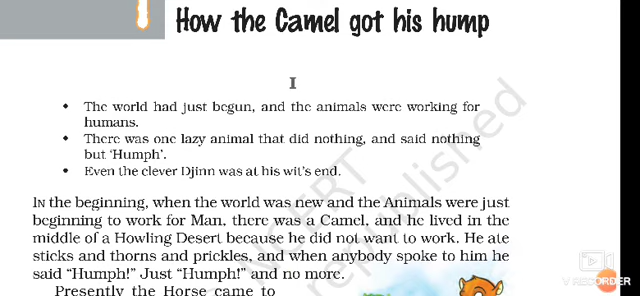 How the Camel got his hump
I
• The world had just begun, and the animals were working for
humans.
• There was one lazy animal that did nothing, and said nothing
but ‘Humph’.
• Even the clever Djinn was at his wit’s end.
IN the beginning, when the world was new and the Animals were just
beginning to work for Man, there was a Camel, and he lived in the
middle of a Howling Desert because he did not want to work. He ate
sticks and thorns and prickles, and when anybody spoke to him he
said “Humph!” Just “Humph!” and no more.
Presently the Horse came to
NCERT
republished
V RECORDER